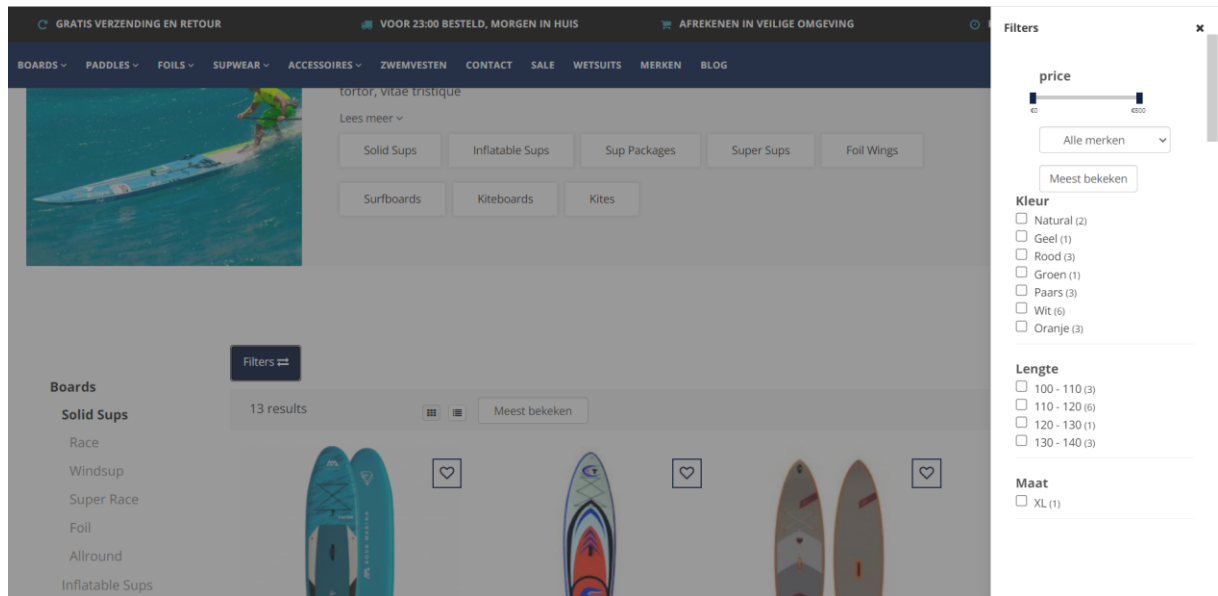 GRATIS VERZENDING EN RETOUR
VOOR 23:00 BESTELD, MORGEN IN HUIS
AFREKENEN IN VEILIGE OMGEVING
BOARDS
PADDLES
FOILS
SUPWEAR
ACCESSOIRES
ZWEMVESTEN
CONTACT
SALE
WETSUITS
MERKEN
BLOG
tortor, vitae tristique
Lees meer
Solid Sups
Inflatable Sups
Sup Packages
Super Sups
Foil Wings
Surfboards
Kiteboards
Kites
Filters
Boards
Solid Sups
Race
Windsup
Super Race
Foil
Allround
Inflatable Sups
13 results
Meest bekeken
AQUA MARINA
Filters
price
€0
€800
Alle merken
Meest bekeken
Kleur
Natural (2)
Geel (1)
Rood (3)
Groen (1)
Paars (3)
Wit (6)
Oranje (3)
Lengte
100 - 110 (3)
110 - 120 (6)
120 - 130 (1)
130 - 140 (3)
Maat
XL (1)